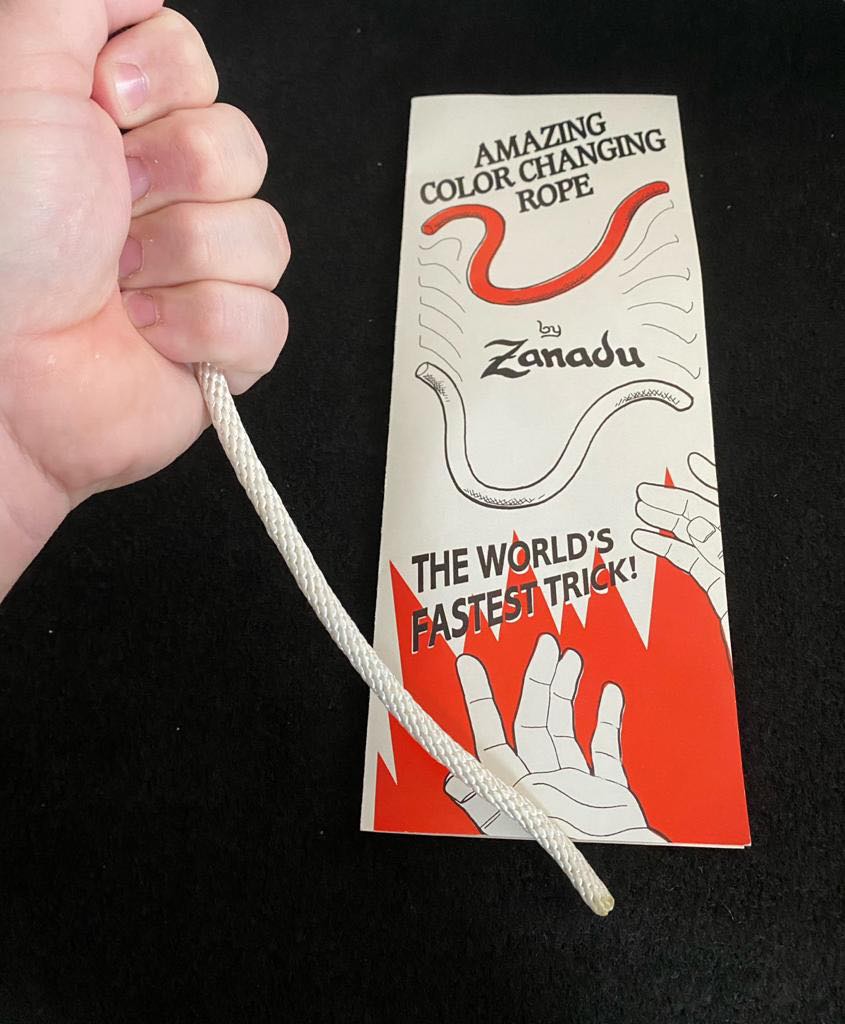 AMAZING
COLOR CHANGING
ROPE
by
Zanadu
THE WORLD'S
FASTEST TRICK!